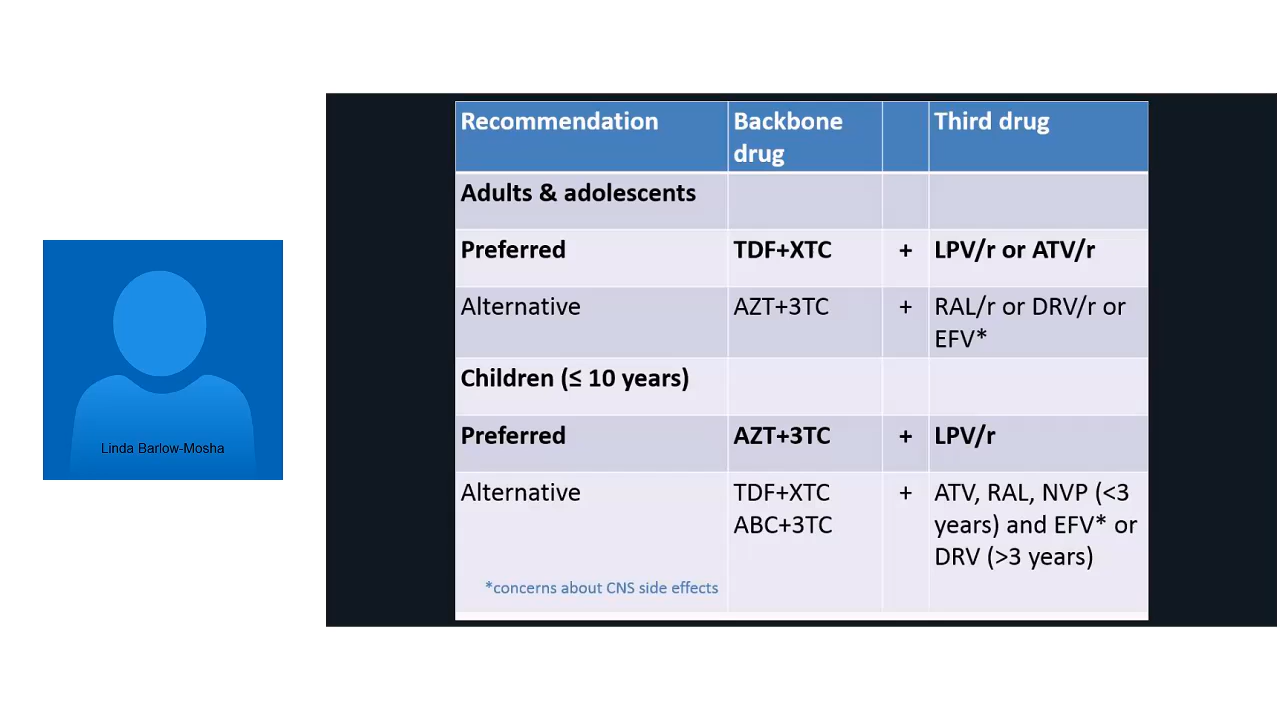 Recommendation Backbone drug Third drug
Adults & adolescents
Preferred TDF+XTC + LPV/r or ATV/r
Alternative AZT+3TC + RAL/r or DRV/r or
EFV*
Children (≤ 10 years)
Preferred AZT+3TC + LPV/r
Alternative TDF+XTC + ATV, RAL, NVP (<3
ABC+3TC years) and EFV* or
DRV (>3 years)
*concerns about CNS side effects
Linda Barlow-Mosha